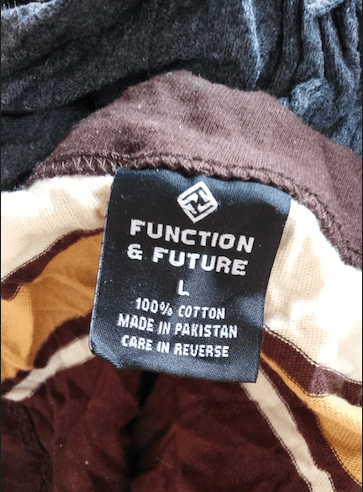 FUNCTION
& FUTURE
L
100% COTTON
MADE IN PAKISTAN
CARE IN REVERSE